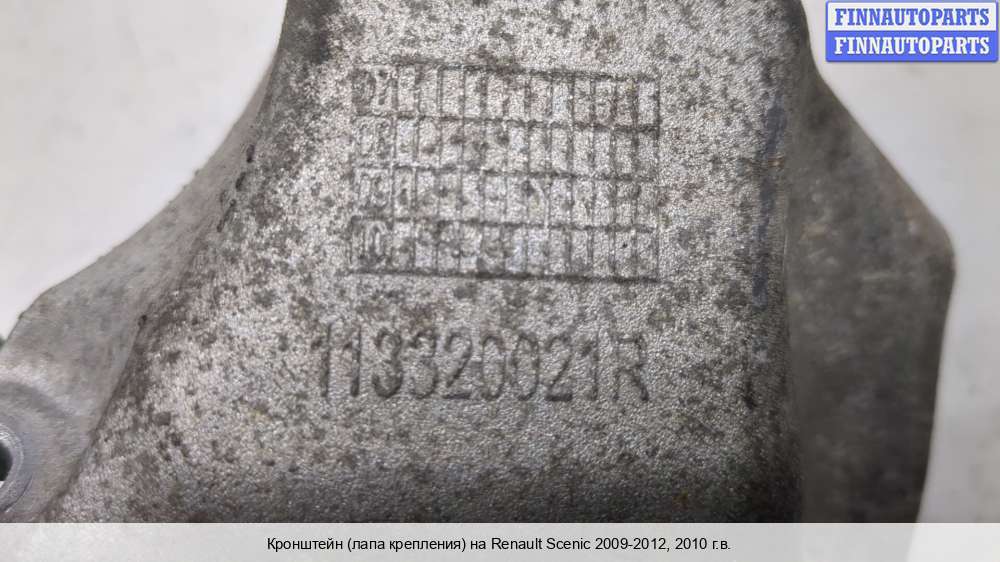 FINNAUTOPARTS
FINNAUTOPARTS
113320021R
Кронштейн (лапа крепления) на Renault Scenic 2009-2012, 2010 г.в.